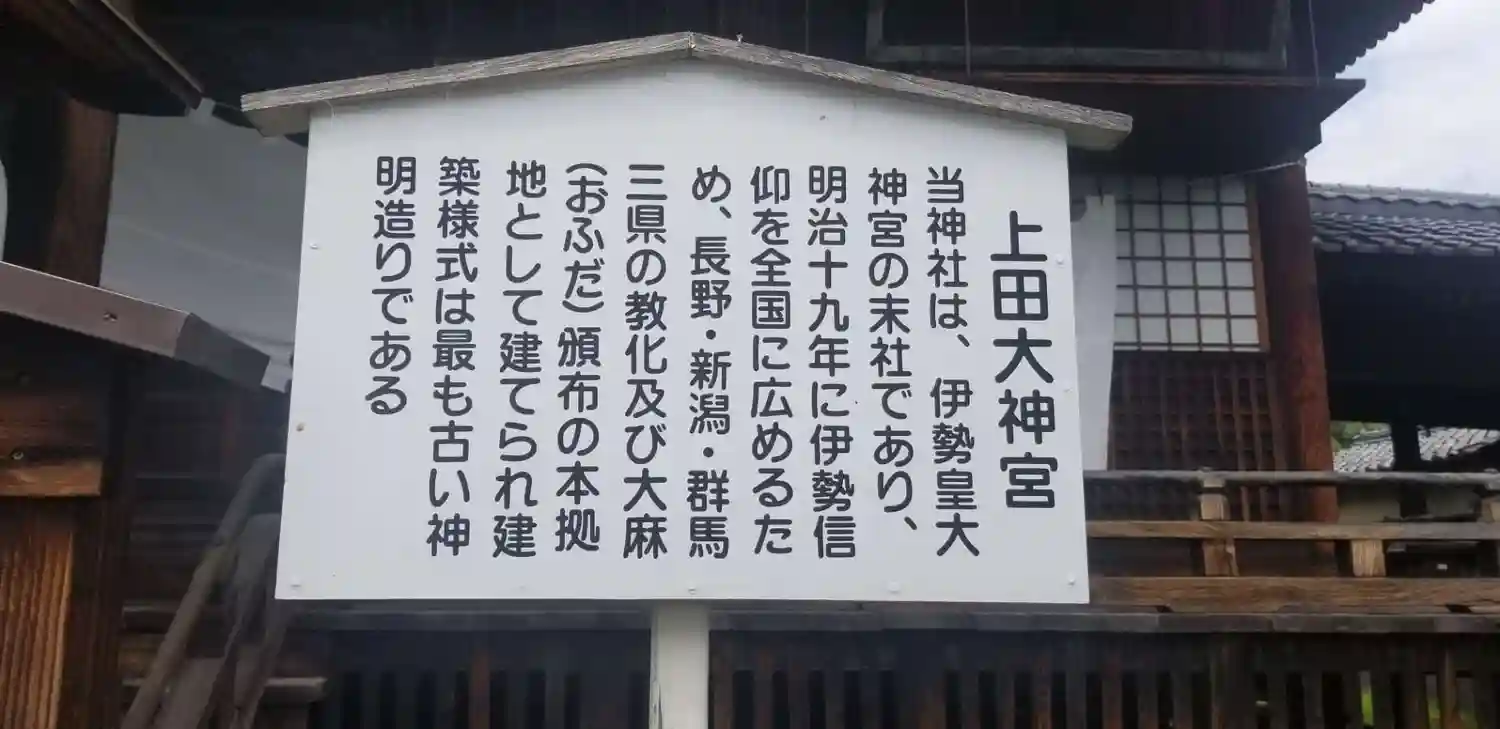 上田大神宮
当神社は、伊勢皇大
神宮の末社であり、
明治十九年に伊勢信
仰を全国に広めるた
め、長野・新潟・群馬
三県の教化及び大麻
（おふだ）頒布の本拠
地として建てられ建
築様式は最も古い神
明造りである